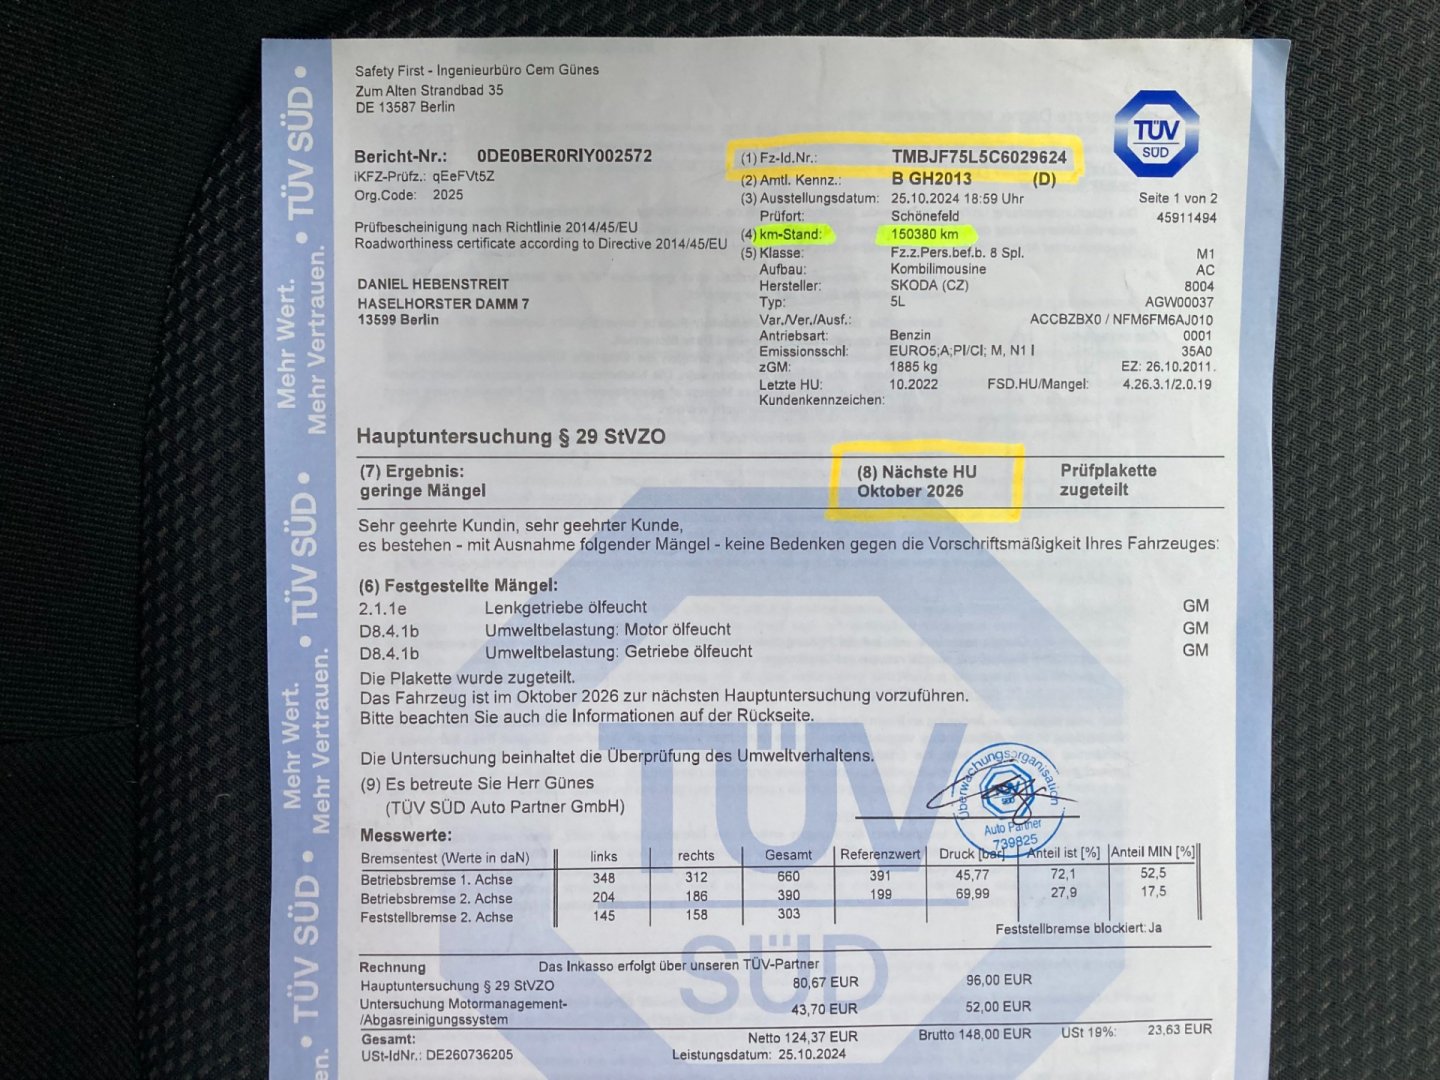 Safety First - Ingenieurbüro Cem Günes
Zum Alten Strandbad 35
DE 13587 Berlin
TÜV
SÜD
Bericht-Nr.: 0DE0BER0RIY002572
iKFZ-Prüfz.: qEeFVt5Z
Org.Code: 2025
(1) Fz-Id.Nr.: TMBJF75L5C6029624
(2) Amtl. Kennz.: B GH2013 (D)
(3) Ausstellungsdatum: 25.10.2024 18:59 Uhr Seite 1 von 2
Prüfort: Schönefeld 45911494
(4) km-Stand: 150380 km
(5) Klasse: Fz.z.Pers.bef.b. 8 Spl. M1
Aufbau: Kombilimousine AC
Hersteller: SKODA (CZ) 8004
Typ: 5L AGW00037
Var./Ver./Ausf.: ACCBZBX0 / NFM6FM6AJ010
Antriebsart: Benzin 0001
Emissionsschl: EURO5;A;PI/CI; M, N1 I 35A0
zGM: 1885 kg EZ: 26.10.2011.
Letzte HU: 10.2022 FSD.HU/Mangel: 4.26.3.1/2.0.19
Kundenkennzeichen:
Prüfbescheinigung nach Richtlinie 2014/45/EU
Roadworthiness certificate according to Directive 2014/45/EU
DANIEL HEBENSTREIT
HASELHORSTER DAMM 7
13599 Berlin
Hauptuntersuchung § 29 StVZO
(7) Ergebnis:
geringe Mängel
(8) Nächste HU
Oktober 2026
Prüfplakette
zugeteilt
Sehr geehrte Kundin, sehr geehrter Kunde,
es bestehen - mit Ausnahme folgender Mängel - keine Bedenken gegen die Vorschriftsmäßigkeit Ihres Fahrzeuges:
(6) Festgestellte Mängel:
2.1.1e Lenkgetriebe ölfeucht GM
D8.4.1b Umweltbelastung: Motor ölfeucht GM
D8.4.1b Umweltbelastung: Getriebe ölfeucht GM
Die Plakette wurde zugeteilt.
Das Fahrzeug ist im Oktober 2026 zur nächsten Hauptuntersuchung vorzuführen.
Bitte beachten Sie auch die Informationen auf der Rückseite.
Die Untersuchung beinhaltet die Überprüfung des Umweltverhaltens.
(9) Es betreute Sie Herr Günes
(TÜV SÜD Auto Partner GmbH)
Überwachungsorganisation
TÜV
SÜD
Auto Partner
739825
Messwerte:
Bremsentest (Werte in daN) links rechts Gesamt Referenzwert Druck [bar] Anteil ist [%] Anteil MIN [%]
Betriebsbremse 1. Achse 348 312 660 391 45,77 72,1 52,5
Betriebsbremse 2. Achse 204 186 390 199 69,99 27,9 17,5
Feststellbremse 2. Achse 145 158 303
Feststellbremse blockiert: Ja
Rechnung Das Inkasso erfolgt über unseren TÜV-Partner
Hauptuntersuchung § 29 StVZO 80,67 EUR 96,00 EUR
Untersuchung Motormanagement-
/Abgasreinigungssystem 43,70 EUR 52,00 EUR
Gesamt: Netto 124,37 EUR Brutto 148,00 EUR USt 19%: 23,63 EUR
USt-IdNr.: DE260736205 Leistungsdatum: 25.10.2024
TÜV
SÜD
Mehr Wert.
Mehr Vertrauen.
TÜV SÜD
Mehr Wert.
Mehr Vertrauen.
TÜV SÜD
TÜV SÜD